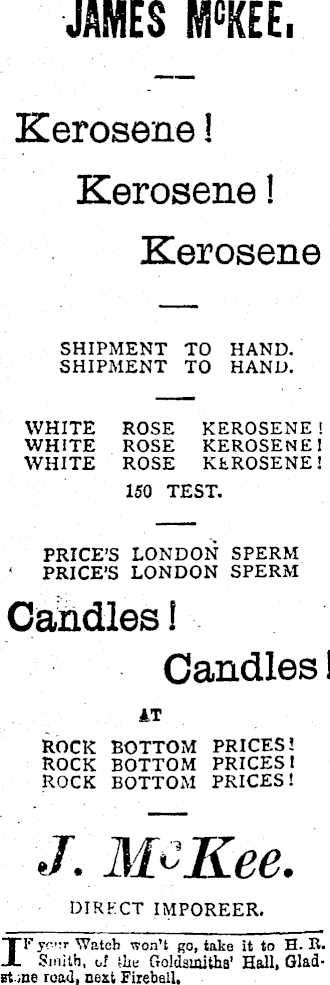 JAMES McKEE.
Kerosene!
Kerosene!
Kerosene
SHIPMENT TO HAND.
SHIPMENT TO HAND.
WHITE ROSE KEROSENE!
WHITE ROSE KEROSENE!
WHITE ROSE KEROSENE!
150 TEST.
PRICE'S LONDON SPERM
PRICE'S LONDON SPERM
Candles!
Candles!
AT
ROCK BOTTOM PRICES!
ROCK BOTTOM PRICES!
ROCK BOTTOM PRICES!
J. McKee.
DIRECT IMPOREER.
IF your Watch won't go, take it to H. R.
Smith, of the Goldsmiths' Hall, Glad-
stone road, next Firebell.